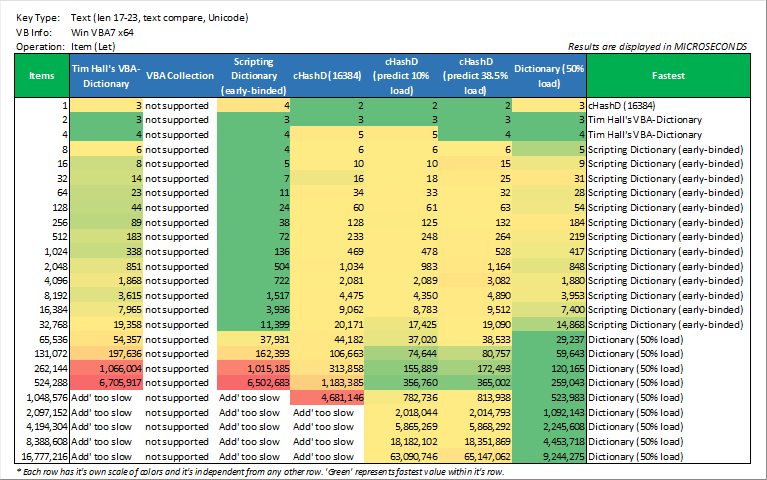 Key Type: Text (len 17-23, text compare, Unicode)
VB Info: Win VBA7 x64
Operation: Item (Let) Results are displayed in MICROSECONDS
Items Tim Hall's VBA-Dictionary VBA Collection Scripting Dictionary (early-binded) cHashD (16384) cHashD (predict 10% load) cHashD (predict 38.5% load) Dictionary (50% load) Fastest
1 3 not supported 4 2 2 2 3 cHashD (16384)
2 3 not supported 3 3 3 3 3 Tim Hall's VBA-Dictionary
4 4 not supported 4 5 5 4 4 Tim Hall's VBA-Dictionary
8 6 not supported 4 6 6 6 5 Scripting Dictionary (early-binded)
16 8 not supported 5 10 10 15 9 Scripting Dictionary (early-binded)
32 14 not supported 7 16 18 25 31 Scripting Dictionary (early-binded)
64 23 not supported 11 34 33 32 28 Scripting Dictionary (early-binded)
128 44 not supported 24 60 61 63 54 Scripting Dictionary (early-binded)
256 89 not supported 38 128 125 132 184 Scripting Dictionary (early-binded)
512 183 not supported 72 233 248 264 219 Scripting Dictionary (early-binded)
1,024 338 not supported 136 469 478 528 417 Scripting Dictionary (early-binded)
2,048 851 not supported 504 1,034 983 1,164 848 Scripting Dictionary (early-binded)
4,096 1,868 not supported 722 2,081 2,089 3,082 1,880 Scripting Dictionary (early-binded)
8,192 3,615 not supported 1,517 4,475 4,350 4,890 3,953 Scripting Dictionary (early-binded)
16,384 7,965 not supported 3,936 9,062 8,783 9,512 7,400 Scripting Dictionary (early-binded)
32,768 19,358 not supported 11,399 20,171 17,425 19,090 14,868 Scripting Dictionary (early-binded)
65,536 54,357 not supported 37,931 44,182 37,020 38,533 29,237 Dictionary (50% load)
131,072 197,636 not supported 162,393 106,663 74,644 80,757 59,643 Dictionary (50% load)
262,144 1,066,004 not supported 1,015,185 313,858 155,889 172,493 120,165 Dictionary (50% load)
524,288 6,705,917 not supported 6,502,683 1,183,385 356,760 365,002 259,043 Dictionary (50% load)
1,048,576 Add' too slow not supported Add' too slow 4,681,146 782,736 813,938 523,983 Dictionary (50% load)
2,097,152 Add' too slow not supported Add' too slow Add' too slow 2,018,044 2,014,793 1,092,143 Dictionary (50% load)
4,194,304 Add' too slow not supported Add' too slow Add' too slow 5,865,269 5,868,292 2,245,608 Dictionary (50% load)
8,388,608 Add' too slow not supported Add' too slow Add' too slow 18,182,102 18,351,869 4,453,718 Dictionary (50% load)
16,777,216 Add' too slow not supported Add' too slow Add' too slow 63,090,746 65,147,062 9,244,275 Dictionary (50% load)
* Each row has it's own scale of colors and it's independent from any other row. 'Green' represents fastest value within it's row.